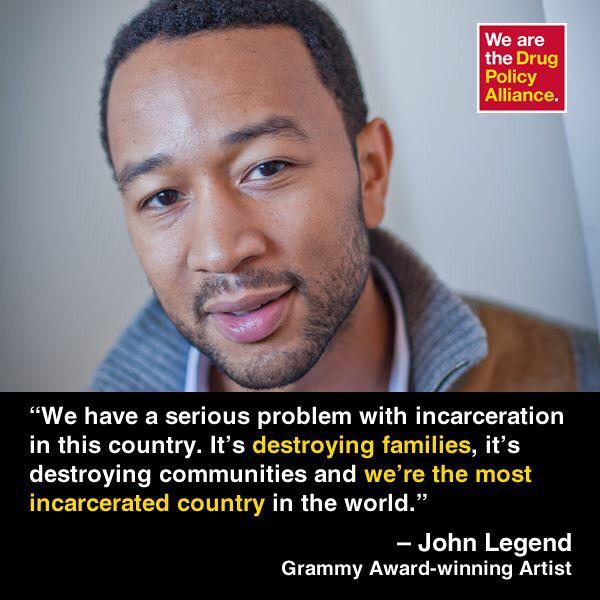 We are
the Drug
Policy
Alliance.
“We have a serious problem with incarceration
in this country. It’s destroying families, it’s
destroying communities and we’re the most
incarcerated country in the world.”
– John Legend
Grammy Award-winning Artist